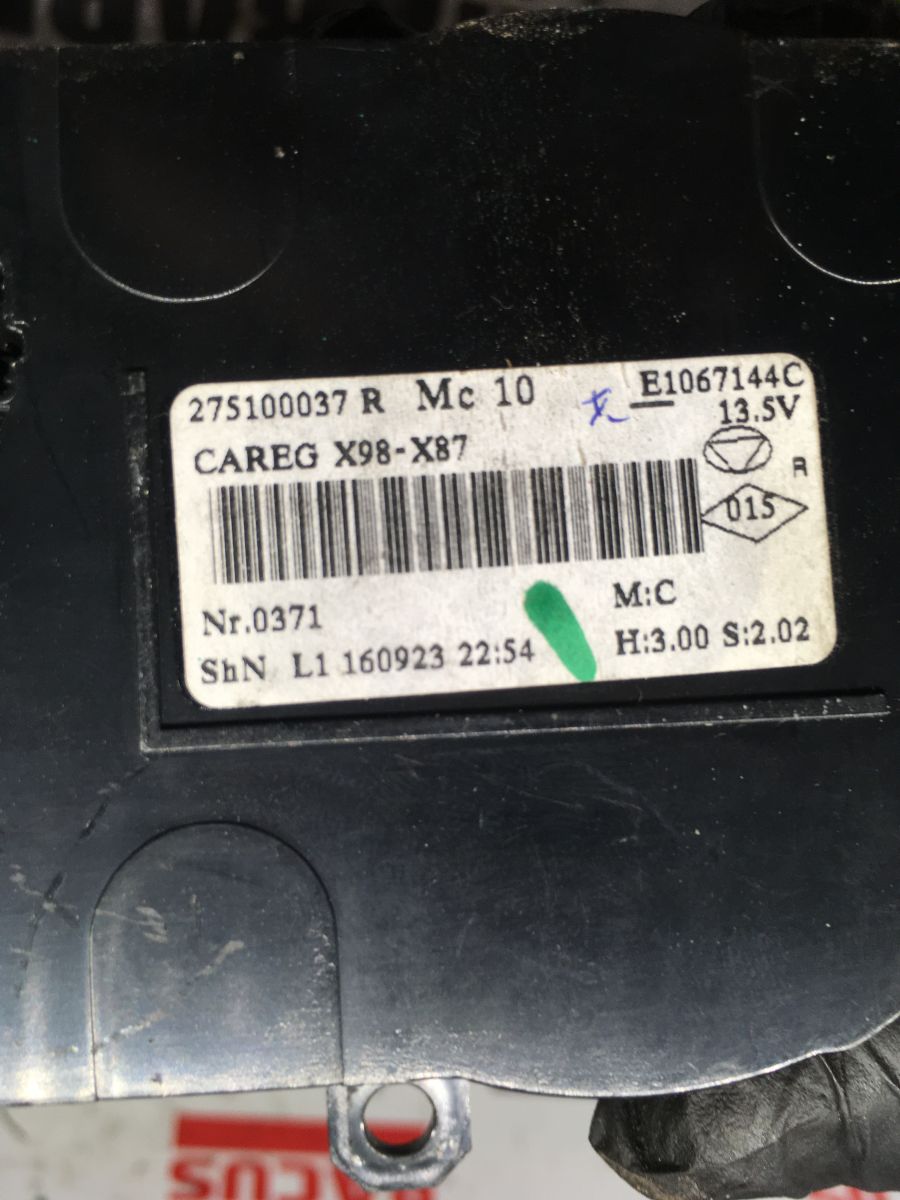 275100037 R Mc 10 E1067144C
13.5V
CAREG X98-X87
R
015
Nr.0371
M:C
ShN L1 160923 22:54
H:3.00 S:2.02